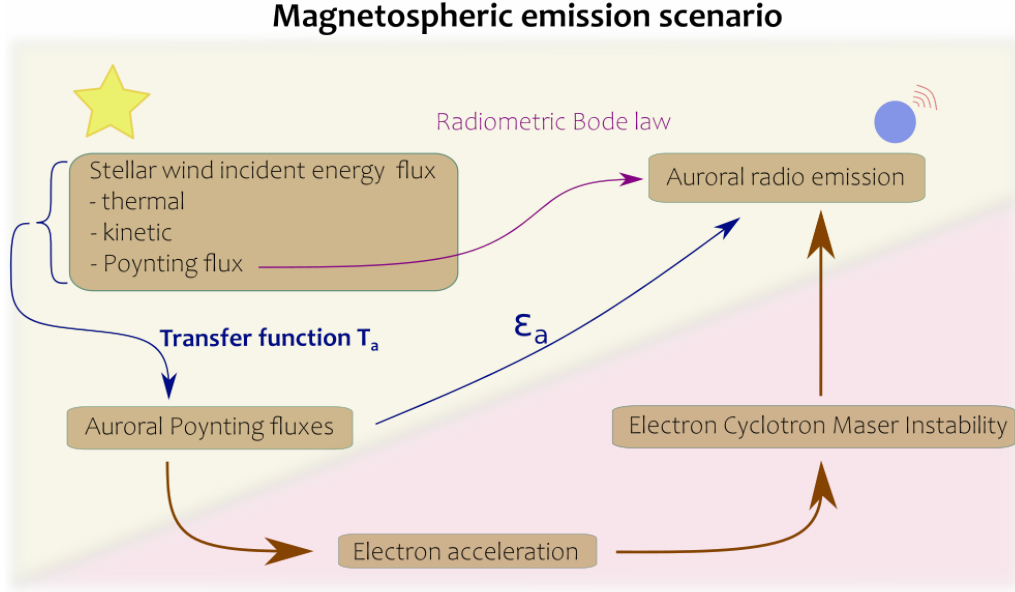 Magnetospheric emission scenario
Radiometric Bode law
Stellar wind incident energy flux
- thermal
- kinetic
- Poynting flux
Auroral radio emission
Transfer function Ta
εa
Auroral Poynting fluxes
Electron Cyclotron Maser Instability
Electron acceleration